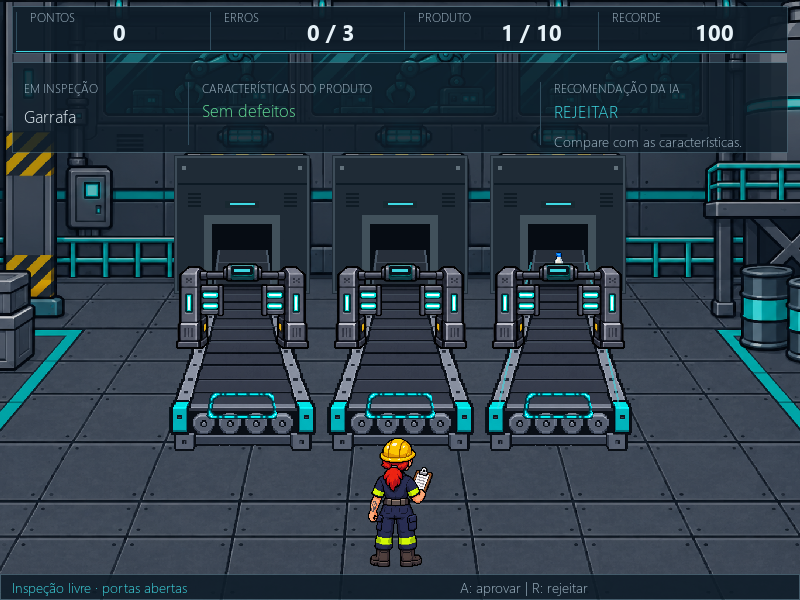 PONTOS
0
ERROS
0 / 3
PRODUTO
1 / 10
RECORDE
100
EM INSPEÇÃO
Garrafa
CARACTERÍSTICAS DO PRODUTO
Sem defeitos
RECOMENDAÇÃO DA IA
REJEITAR
Compare com as características.
Inspeção livre · portas abertas
A: aprovar | R: rejeitar